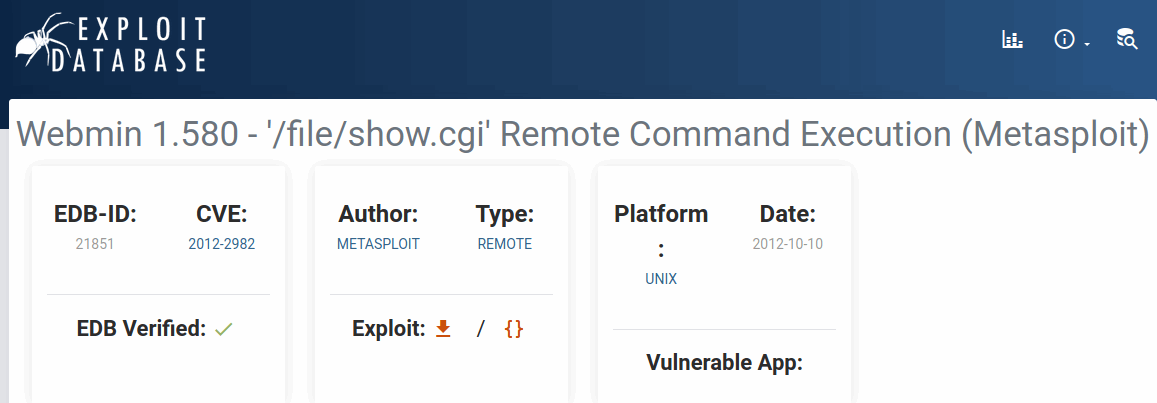 EXPLOIT
DATABASE
Webmin 1.580 - '/file/show.cgi' Remote Command Execution (Metasploit)
EDB-ID: CVE: Author: Type: Platform Date:
21851 2012-2982 METASPLOIT REMOTE : 2012-10-10
UNIX
EDB Verified: Exploit: / {}
Vulnerable App: